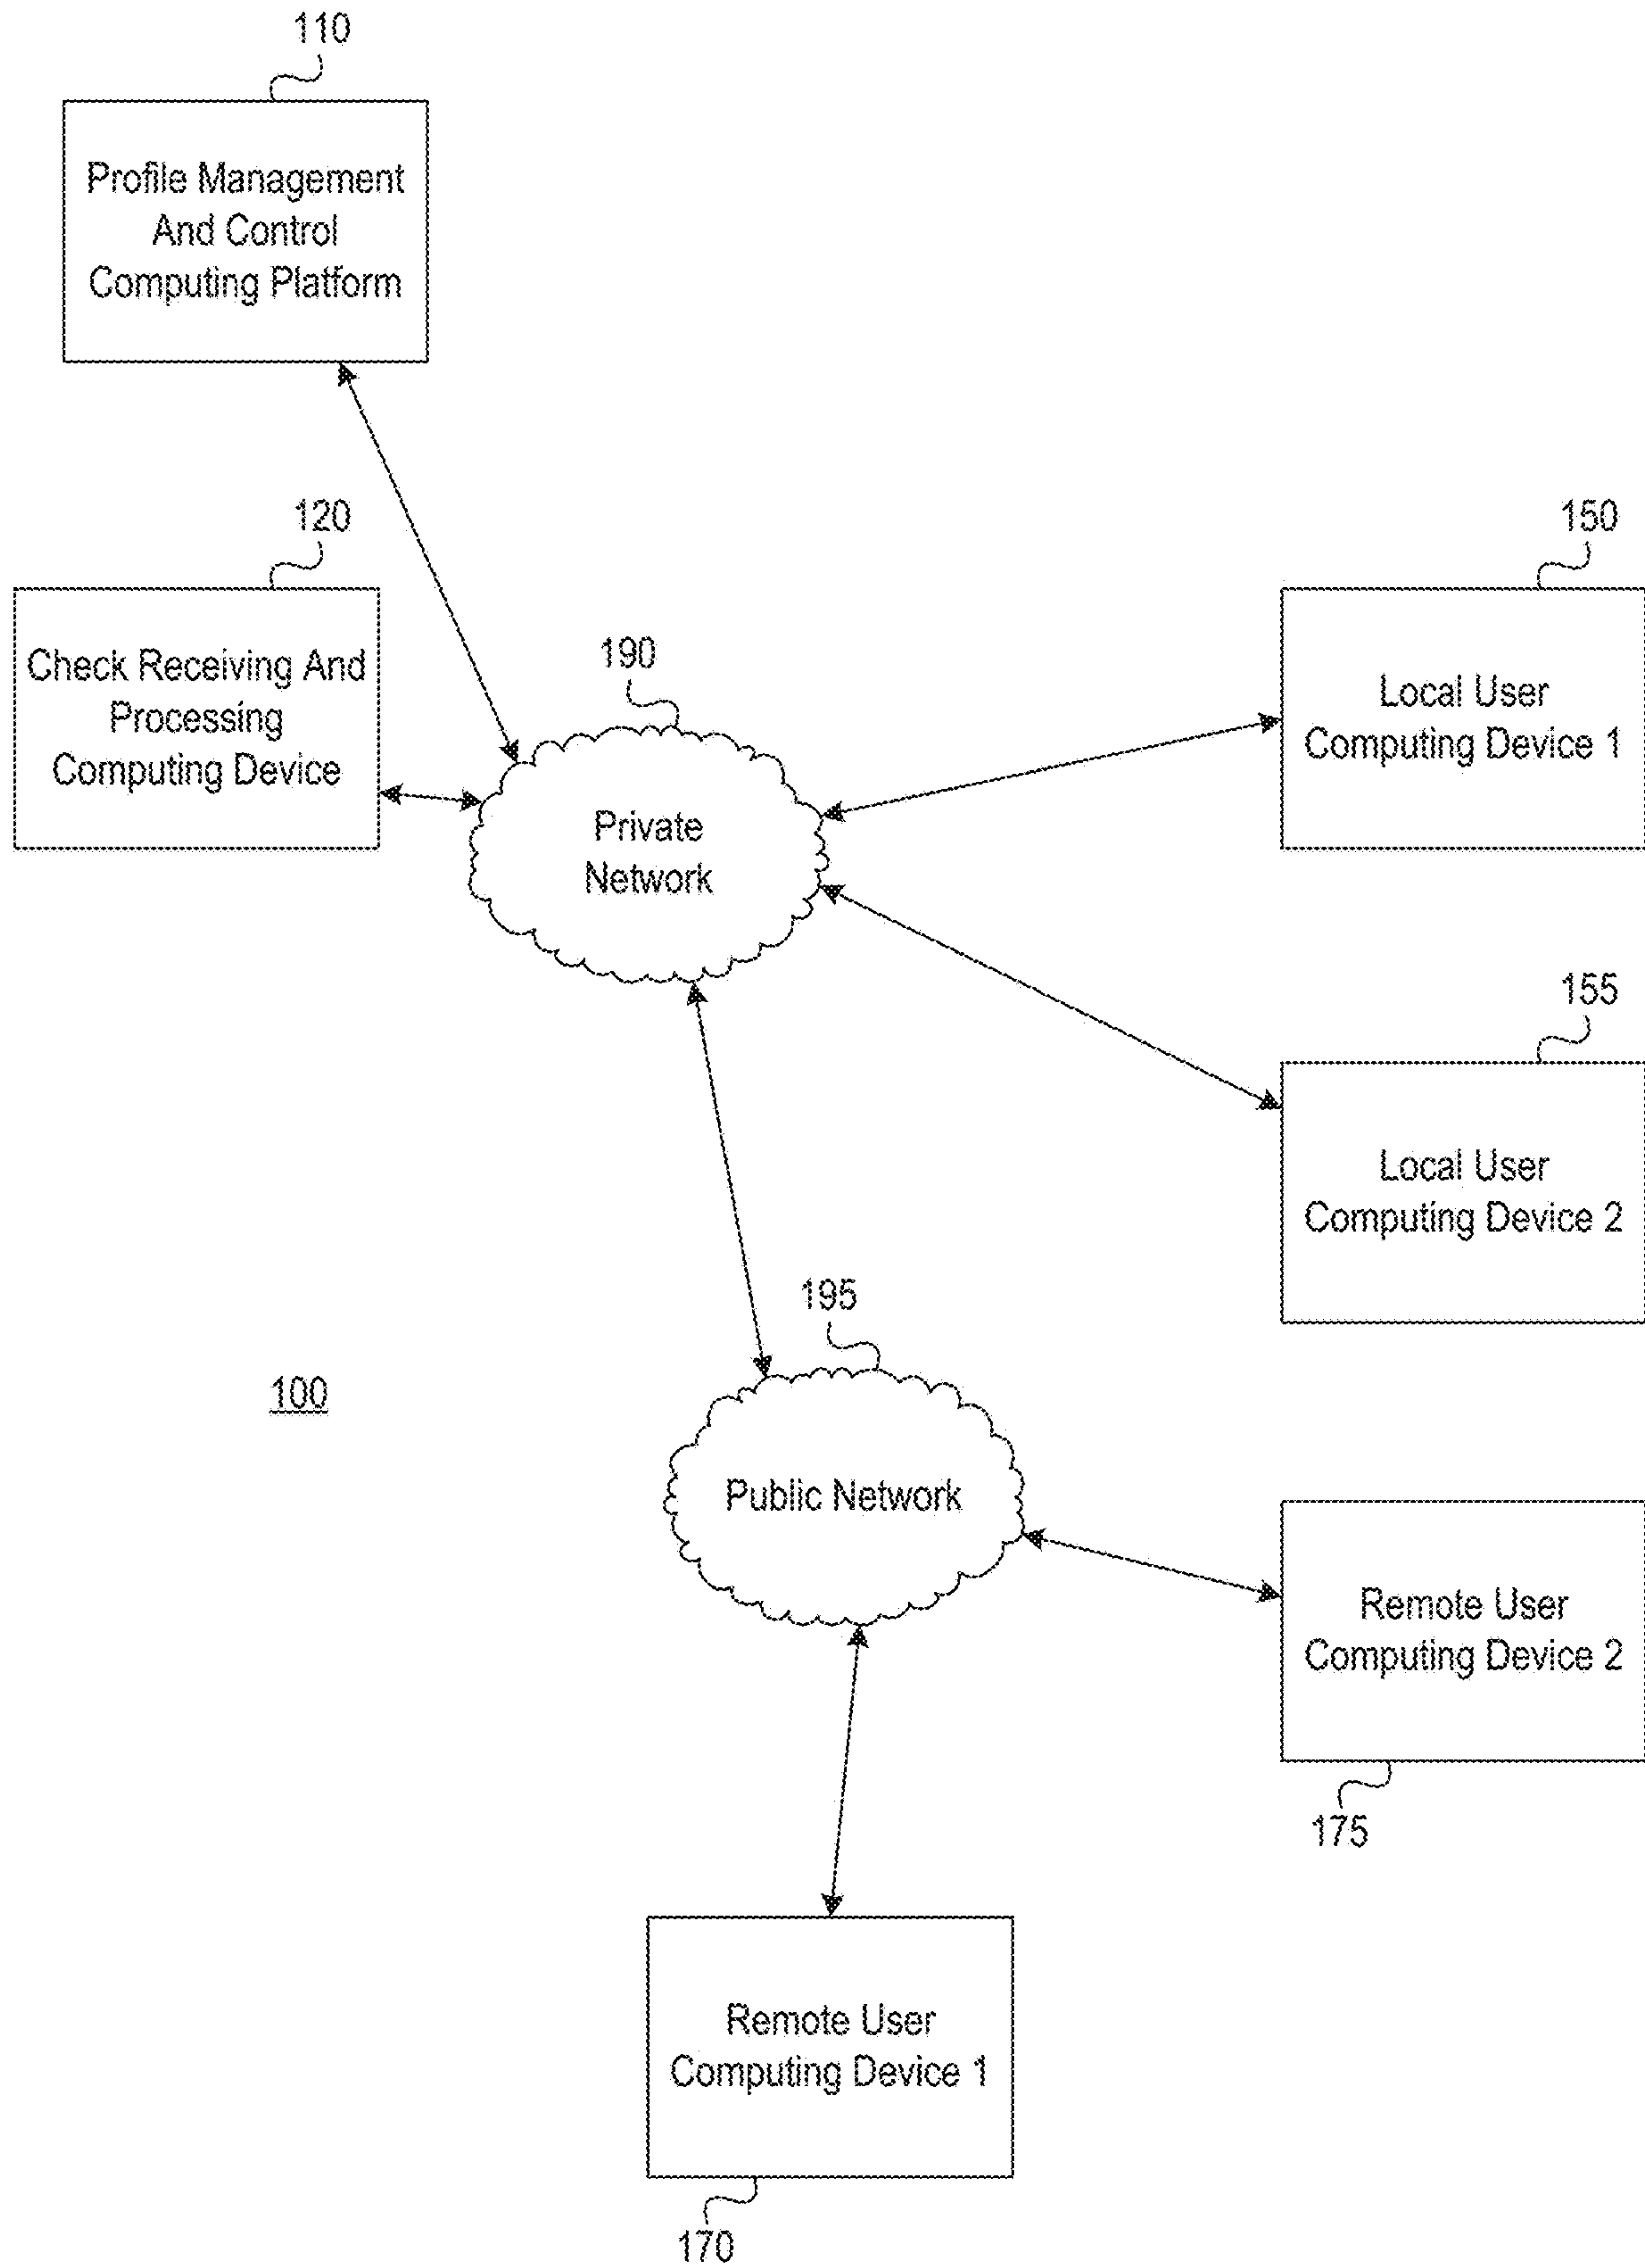 110
Profile Management
And Control
Computing Platform
120
Check Receiving And
Processing
Computing Device
190
Private
Network
150
Local User
Computing Device 1
155
Local User
Computing Device 2
195
100
Public Network
Remote User
Computing Device 2
175
Remote User
Computing Device 1
170